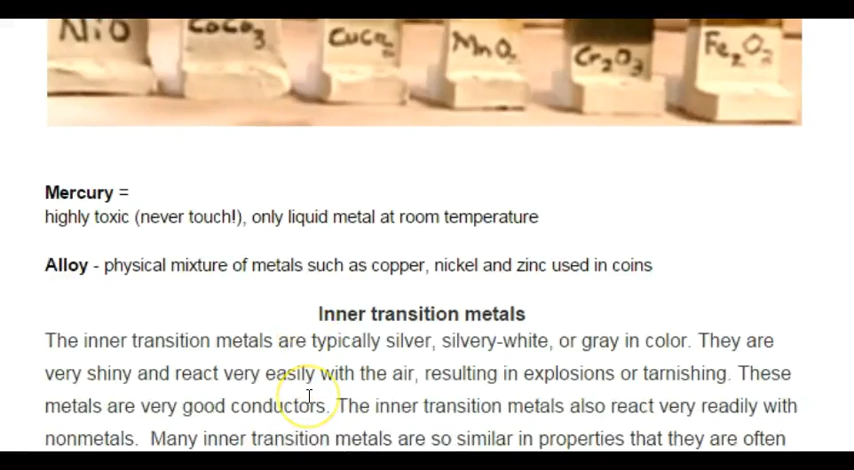 NiO CoCO3 CuCl2 MnO2 Cr2O3 Fe2O3
Mercury =
highly toxic (never touch!), only liquid metal at room temperature
Alloy - physical mixture of metals such as copper, nickel and zinc used in coins
Inner transition metals
The inner transition metals are typically silver, silvery-white, or gray in color. They are
very shiny and react very easily with the air, resulting in explosions or tarnishing. These
metals are very good conductors. The inner transition metals also react very readily with
nonmetals. Many inner transition metals are so similar in properties that they are often